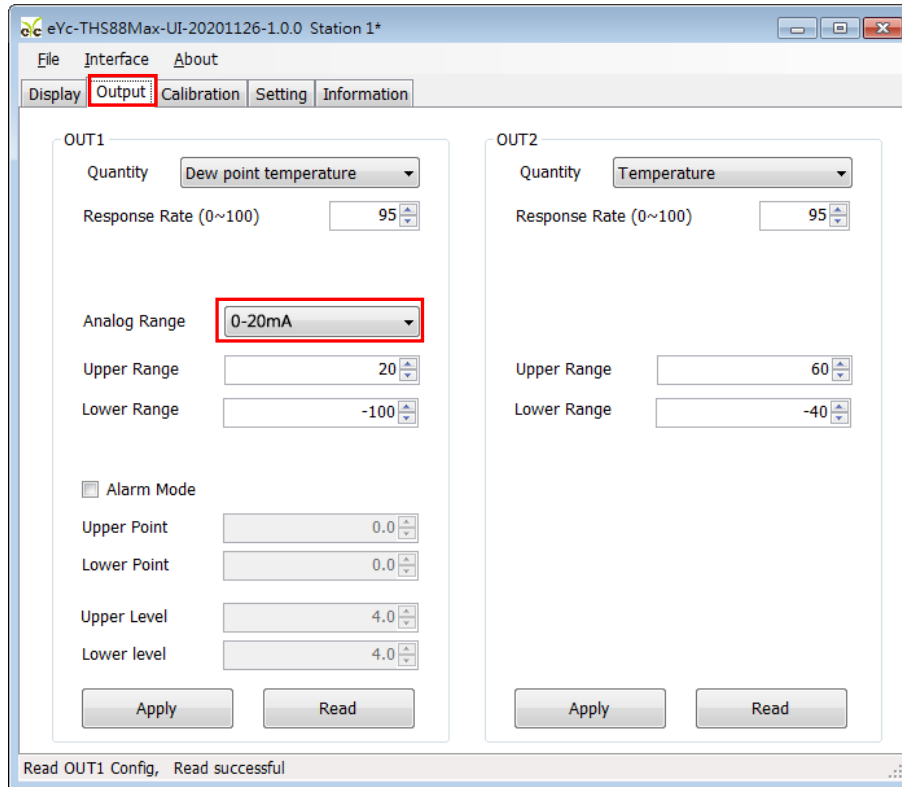 eYc eYc-THS88Max-UI-20201126-1.0.0 Station 1*
File Interface About
Display Output Calibration Setting Information
OUT1
Quantity Dew point temperature
Response Rate (0~100) 95
Analog Range 0-20mA
Upper Range 20
Lower Range -100
Alarm Mode
Upper Point 0.0
Lower Point 0.0
Upper Level 4.0
Lower level 4.0
Apply Read
OUT2
Quantity Temperature
Response Rate (0~100) 95
Upper Range 60
Lower Range -40
Apply Read
Read OUT1 Config, Read successful